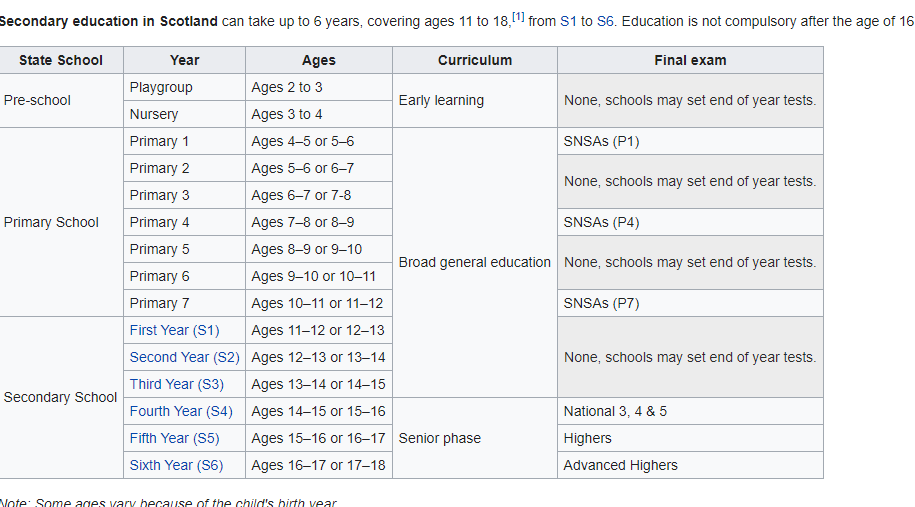 Secondary education in Scotland can take up to 6 years, covering ages 11 to 18,[1] from S1 to S6. Education is not compulsory after the age of 16
State School Year Ages Curriculum Final exam
Pre-school Playgroup Ages 2 to 3 Early learning None, schools may set end of year tests.
Nursery Ages 3 to 4
Primary School Primary 1 Ages 4–5 or 5–6 Broad general education SNSAs (P1)
Primary 2 Ages 5–6 or 6–7 None, schools may set end of year tests.
Primary 3 Ages 6–7 or 7-8
Primary 4 Ages 7–8 or 8–9 SNSAs (P4)
Primary 5 Ages 8–9 or 9–10 None, schools may set end of year tests.
Primary 6 Ages 9–10 or 10–11
Primary 7 Ages 10–11 or 11–12 SNSAs (P7)
Secondary School First Year (S1) Ages 11–12 or 12–13 None, schools may set end of year tests.
Second Year (S2) Ages 12–13 or 13–14
Third Year (S3) Ages 13–14 or 14–15
Fourth Year (S4) Ages 14–15 or 15–16 Senior phase National 3, 4 & 5
Fifth Year (S5) Ages 15–16 or 16–17 Highers
Sixth Year (S6) Ages 16–17 or 17–18 Advanced Highers
Note: Some ages vary because of the child's birth year